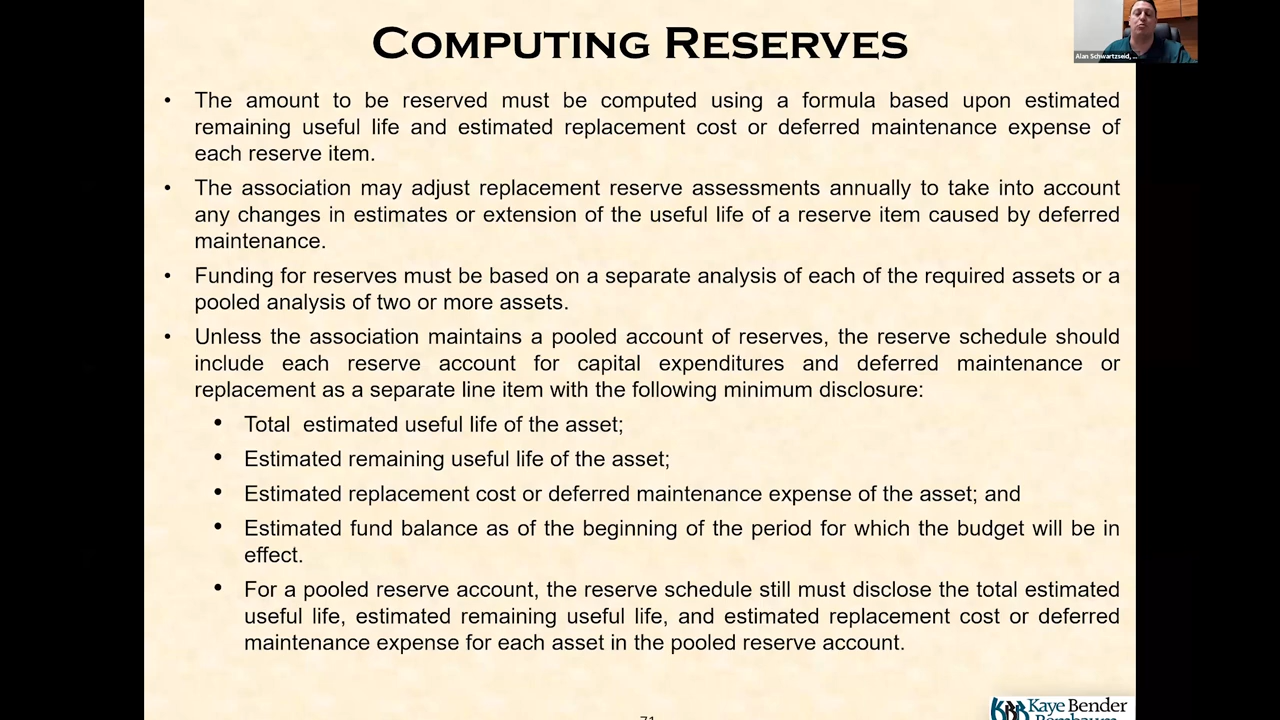 COMPUTING RESERVES
Alan Schwartzseid, ...
• The amount to be reserved must be computed using a formula based upon estimated
remaining useful life and estimated replacement cost or deferred maintenance expense of
each reserve item.
• The association may adjust replacement reserve assessments annually to take into account
any changes in estimates or extension of the useful life of a reserve item caused by deferred
maintenance.
• Funding for reserves must be based on a separate analysis of each of the required assets or a
pooled analysis of two or more assets.
• Unless the association maintains a pooled account of reserves, the reserve schedule should
include each reserve account for capital expenditures and deferred maintenance or
replacement as a separate line item with the following minimum disclosure:
• Total estimated useful life of the asset;
• Estimated remaining useful life of the asset;
• Estimated replacement cost or deferred maintenance expense of the asset; and
• Estimated fund balance as of the beginning of the period for which the budget will be in
effect.
• For a pooled reserve account, the reserve schedule still must disclose the total estimated
useful life, estimated remaining useful life, and estimated replacement cost or deferred
maintenance expense for each asset in the pooled reserve account.
71
KBR Kaye Bender
Rembaum